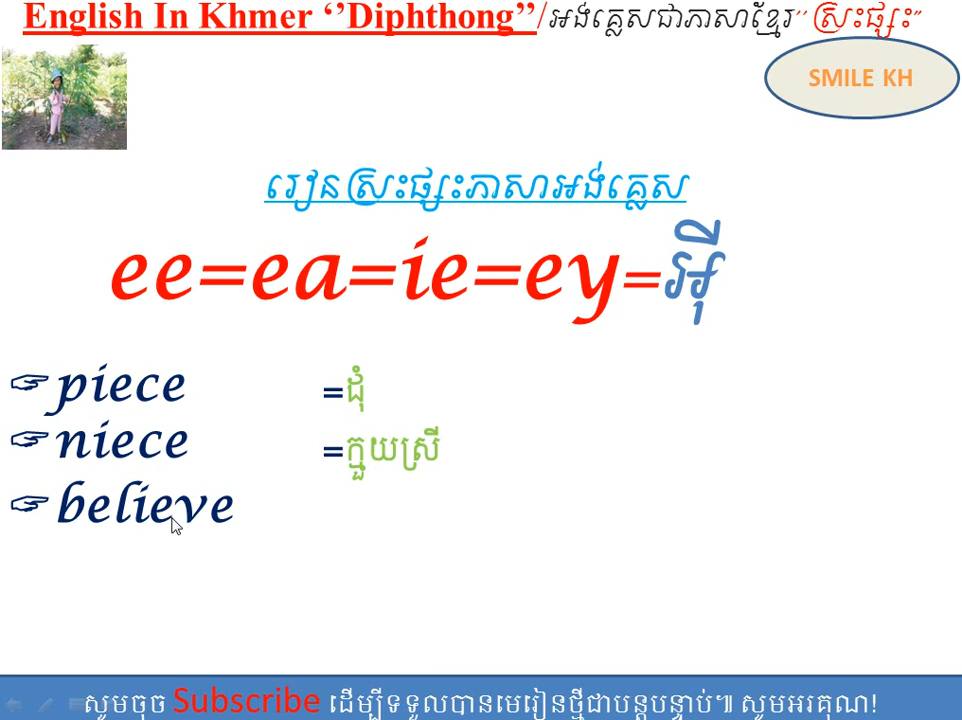 English In Khmer ‘’Diphthong’’/អង់គេ្លសជាភាសាខ្មែរ’’ស្រះផ្សះ’’
SMILE KH
រៀនស្រះផ្សះភាសាអង់គេ្លស
ee=ea=ie=ey=អ៊ី
☞piece =ដុំ
☞niece =ក្មួយស្រី
☞believe
សូមចុច Subscribe ដើម្បីទទួលបានមេរៀនថ្មីជាបន្តបន្ទាប់៕ សូមអរគុណ!